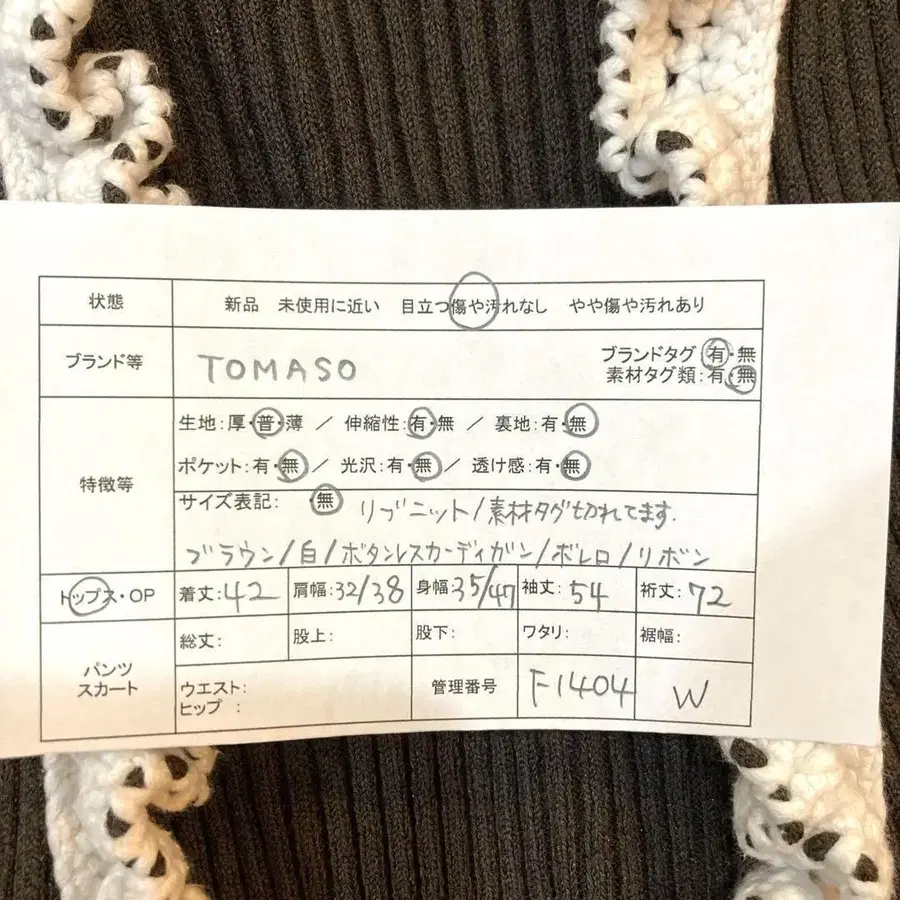 状態 新品 未使用に近い 目立つ傷や汚れなし やや傷や汚れあり
ブランド等 TOMASO ブランドタグ:有・無
素材タグ類:有・無
特徴等 生地:厚・普・薄 / 伸縮性:有・無 / 裏地:有・無
ポケット:有・無 / 光沢:有・無 / 透け感:有・無
サイズ表記: ・無 リブニット/素材タグ切れてます.
ブラウン/白/ボタンレスカーディガン/ボレロ/リボン
トップス・OP 着丈:42 肩幅:32/38 身幅:35/47 袖丈:54 裄丈:72
パンツ スカート 総丈: 股上: 股下: ワタリ: 裾幅:
ウエスト: 管理番号 F1404 W
ヒップ :